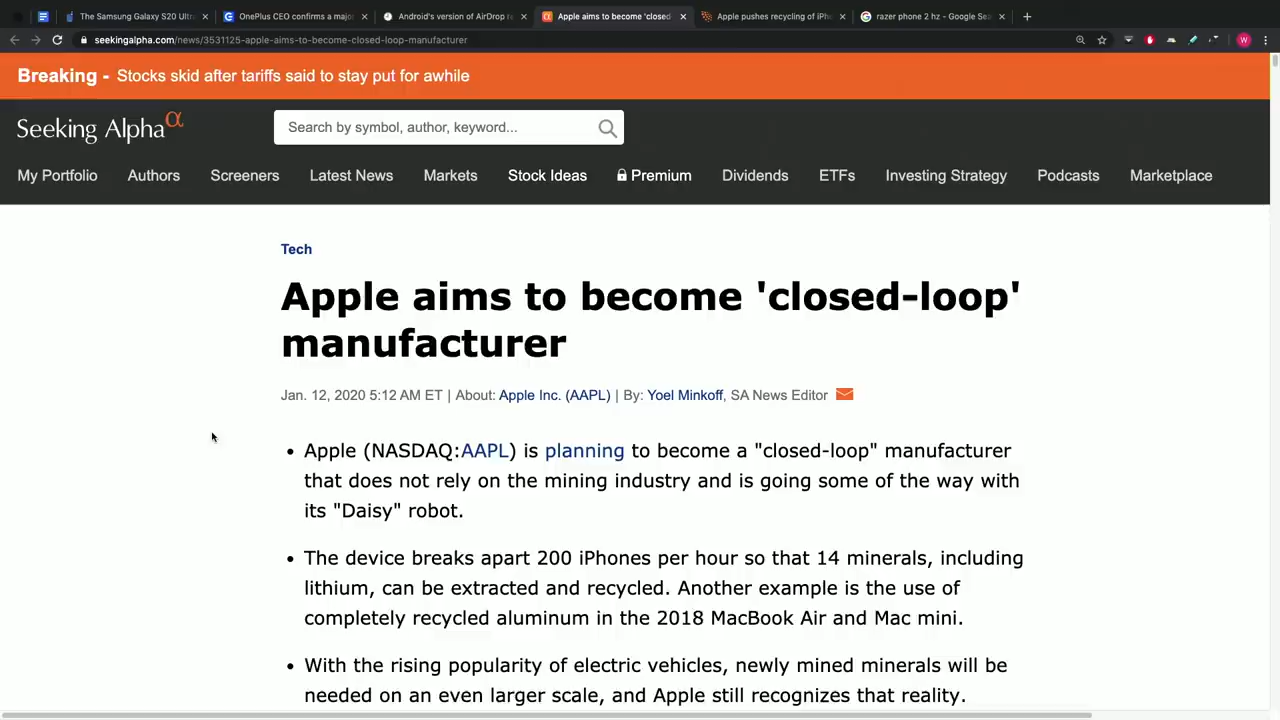 The Samsung Galaxy S20 Ultra
OnePlus CEO confirms a major
Android's version of AirDrop re
Apple aims to become 'closed
Apple pushes recycling of iPh
razer phone 2 hz - Google Sea
seekingalpha.com/news/3531125-apple-aims-to-become-closed-loop-manufacturer
W
Breaking - Stocks skid after tariffs said to stay put for awhile
Seeking Alpha α
Search by symbol, author, keyword...
My Portfolio Authors Screeners Latest News Markets Stock Ideas Premium Dividends ETFs Investing Strategy Podcasts Marketplace
Tech
Apple aims to become 'closed-loop'
manufacturer
Jan. 12, 2020 5:12 AM ET | About: Apple Inc. (AAPL) | By: Yoel Minkoff, SA News Editor
• Apple (NASDAQ:AAPL) is planning to become a "closed-loop" manufacturer
that does not rely on the mining industry and is going some of the way with
its "Daisy" robot.
• The device breaks apart 200 iPhones per hour so that 14 minerals, including
lithium, can be extracted and recycled. Another example is the use of
completely recycled aluminum in the 2018 MacBook Air and Mac mini.
• With the rising popularity of electric vehicles, newly mined minerals will be
needed on an even larger scale, and Apple still recognizes that reality.